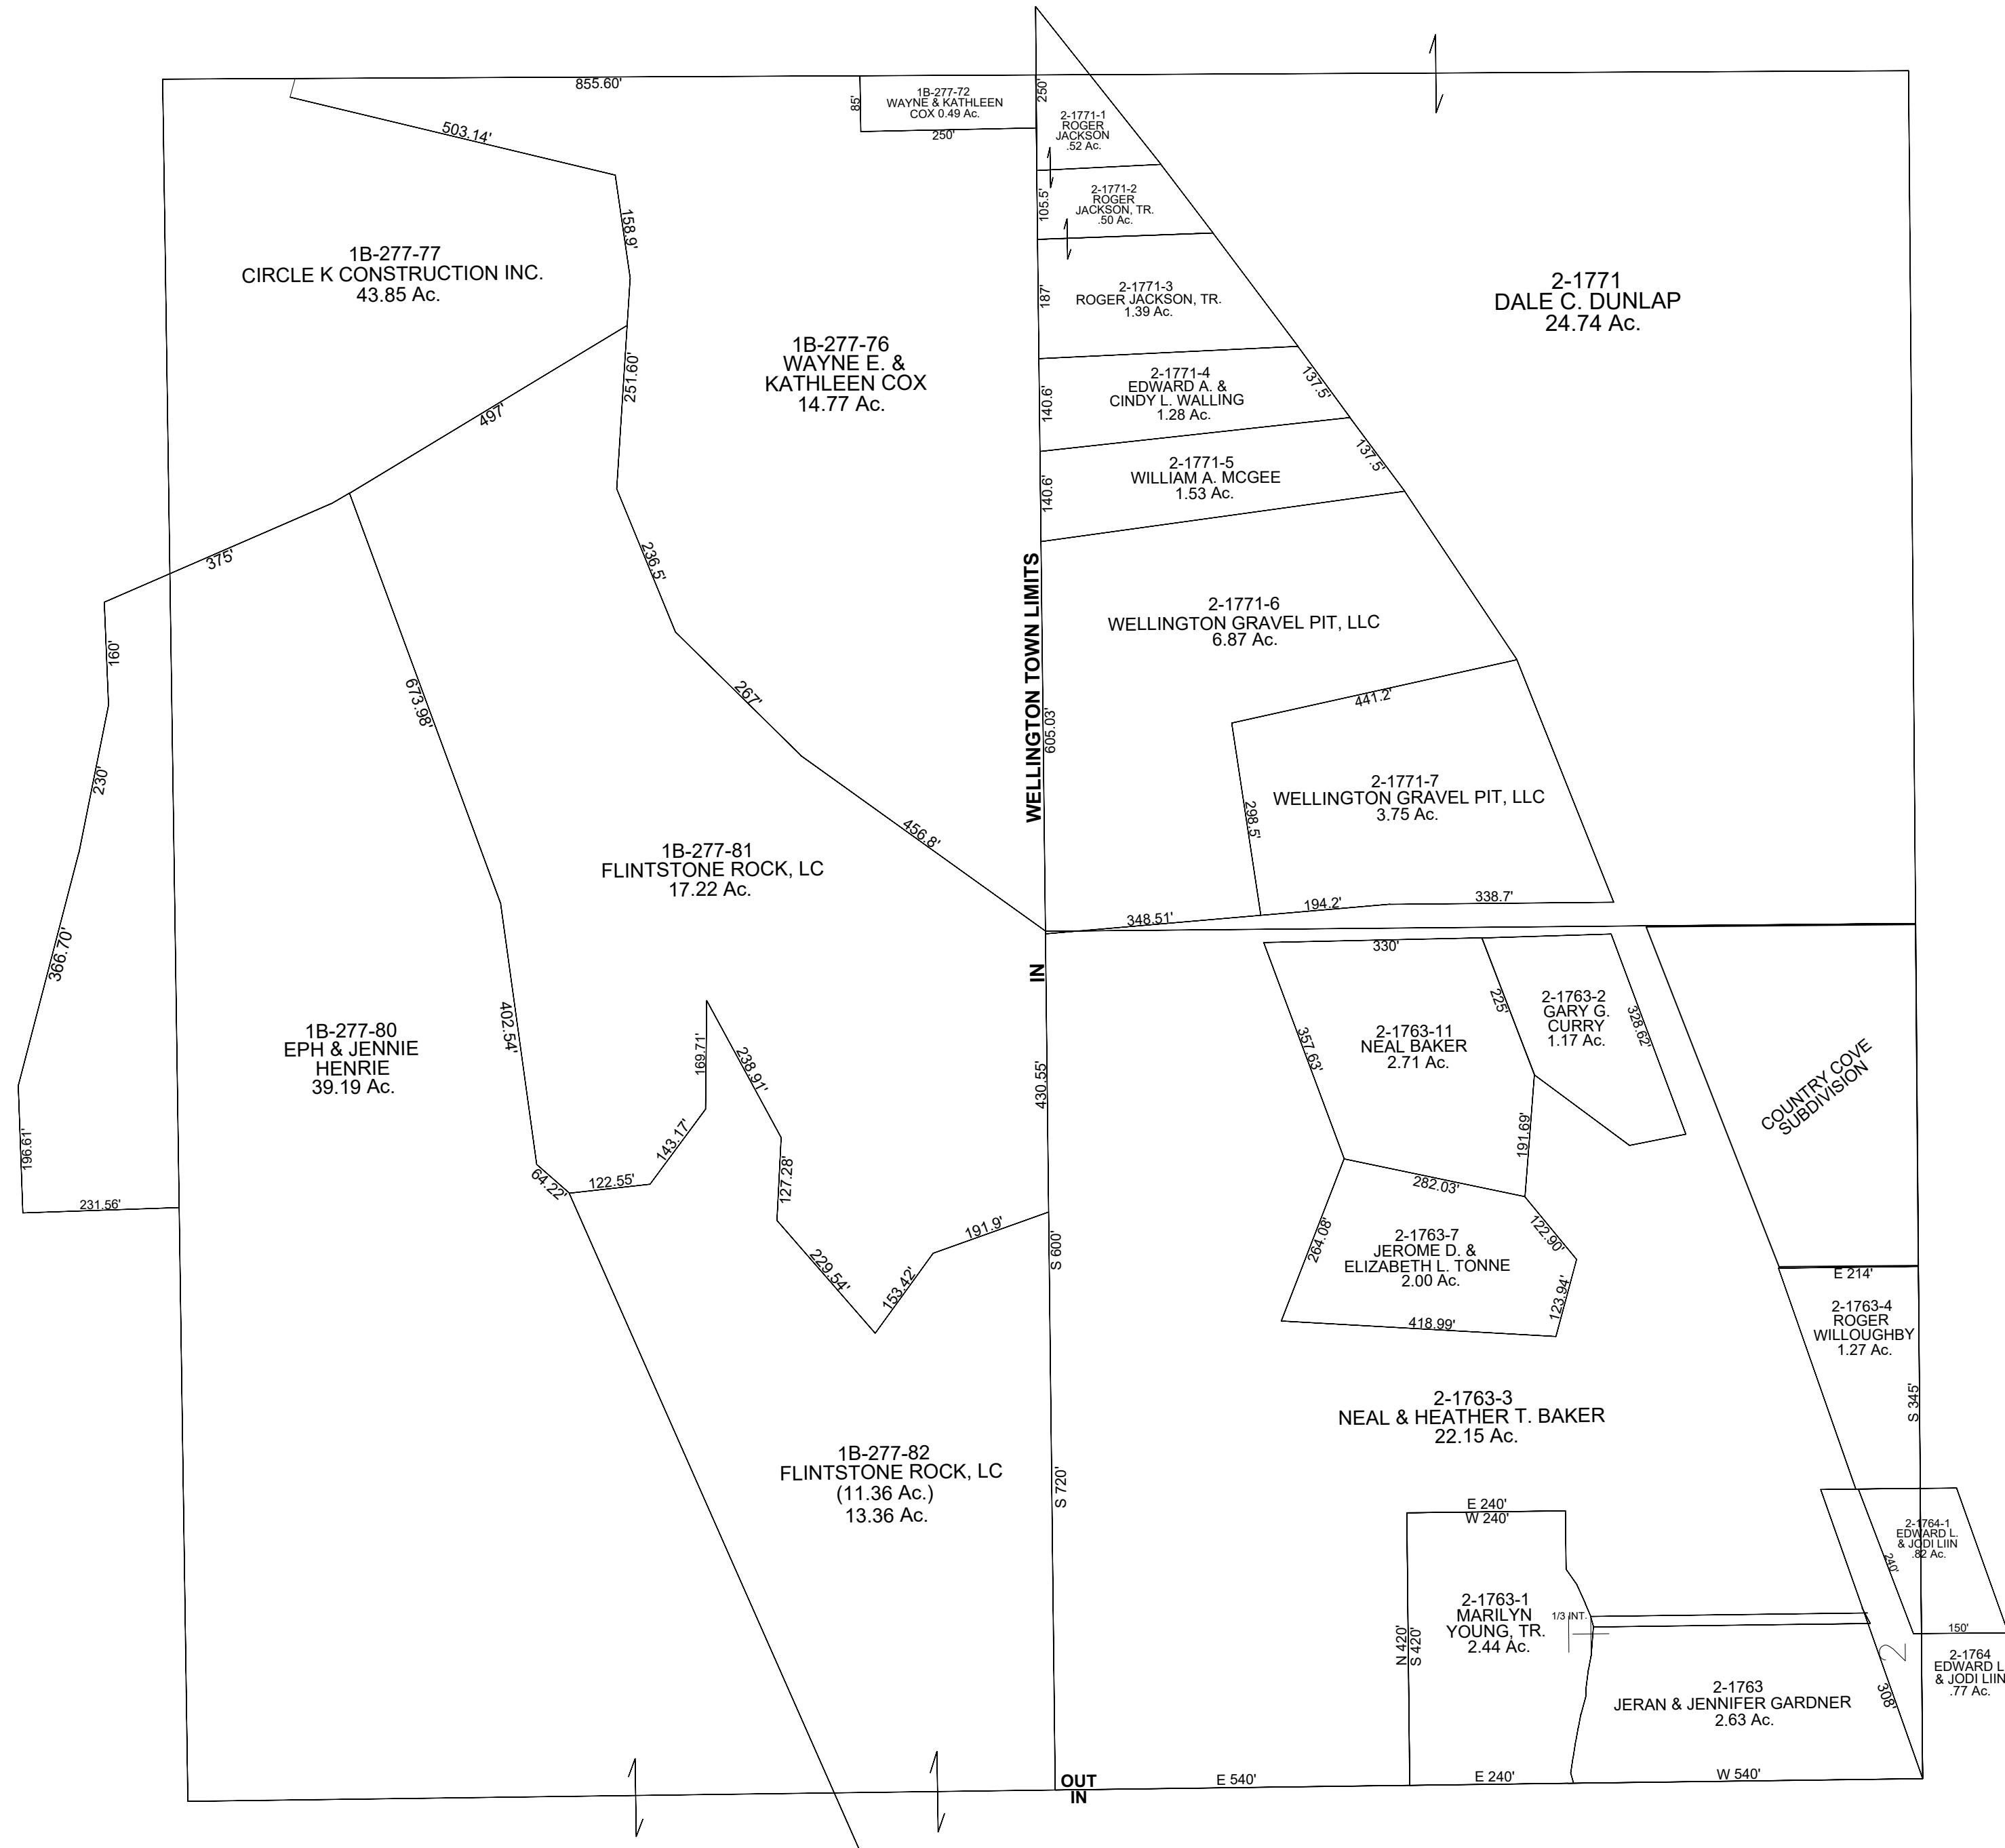 855.60'
503.14'
158.9'
1B-277-77
CIRCLE K CONSTRUCTION INC.
43.85 Ac.
251.60'
497'
375'
85'
1B-277-72
WAYNE & KATHLEEN
COX 0.49 Ac.
250'
250'
1B-277-76
WAYNE E. &
KATHLEEN COX
14.77 Ac.
236.5'
267'
456.8'
2-1771-1
ROGER
JACKSON
.52 Ac.
105.5'
2-1771-2
ROGER
JACKSON, TR.
.50 Ac.
187'
2-1771-3
ROGER JACKSON, TR.
1.39 Ac.
140.6'
2-1771-4
EDWARD A. &
CINDY L. WALLING
1.28 Ac.
137.5'
140.6'
2-1771-5
WILLIAM A. MCGEE
1.53 Ac.
137.5'
2-1771
DALE C. DUNLAP
24.74 Ac.
WELLINGTON TOWN LIMITS
605.03'
2-1771-6
WELLINGTON GRAVEL PIT, LLC
6.87 Ac.
441.2'
298.5'
2-1771-7
WELLINGTON GRAVEL PIT, LLC
3.75 Ac.
348.51'
194.2'
338.7'
160'
230'
366.70'
196.61'
231.56'
673.98'
402.54'
64.22'
1B-277-80
EPH & JENNIE
HENRIE
39.19 Ac.
1B-277-81
FLINTSTONE ROCK, LC
17.22 Ac.
122.55'
143.17'
169.71'
238.91'
127.28'
229.54'
153.42'
191.9'
IN
430.55'
S 600'
S 720'
1B-277-82
FLINTSTONE ROCK, LC
(11.36 Ac.)
13.36 Ac.
330'
357.63'
2-1763-11
NEAL BAKER
2.71 Ac.
225'
191.69'
2-1763-2
GARY G.
CURRY
1.17 Ac.
328.62'
COUNTRY COVE
SUBDIVISION
282.03'
264.08'
2-1763-7
JEROME D. &
ELIZABETH L. TONNE
2.00 Ac.
122.90'
123.94'
418.99'
E 214'
2-1763-4
ROGER
WILLOUGHBY
1.27 Ac.
S 345'
2-1763-3
NEAL & HEATHER T. BAKER
22.15 Ac.
E 240'
W 240'
N 420'
S 420'
2-1763-1
MARILYN
YOUNG, TR.
2.44 Ac.
1/3 INT.
2-1764-1
EDWARD L.
& JODI LIIN
.82 Ac.
240'
150'
2
2-1764
EDWARD L.
& JODI LIIN
.77 Ac.
308'
2-1763
JERAN & JENNIFER GARDNER
2.63 Ac.
OUT
IN
E 540'
E 240'
W 540'